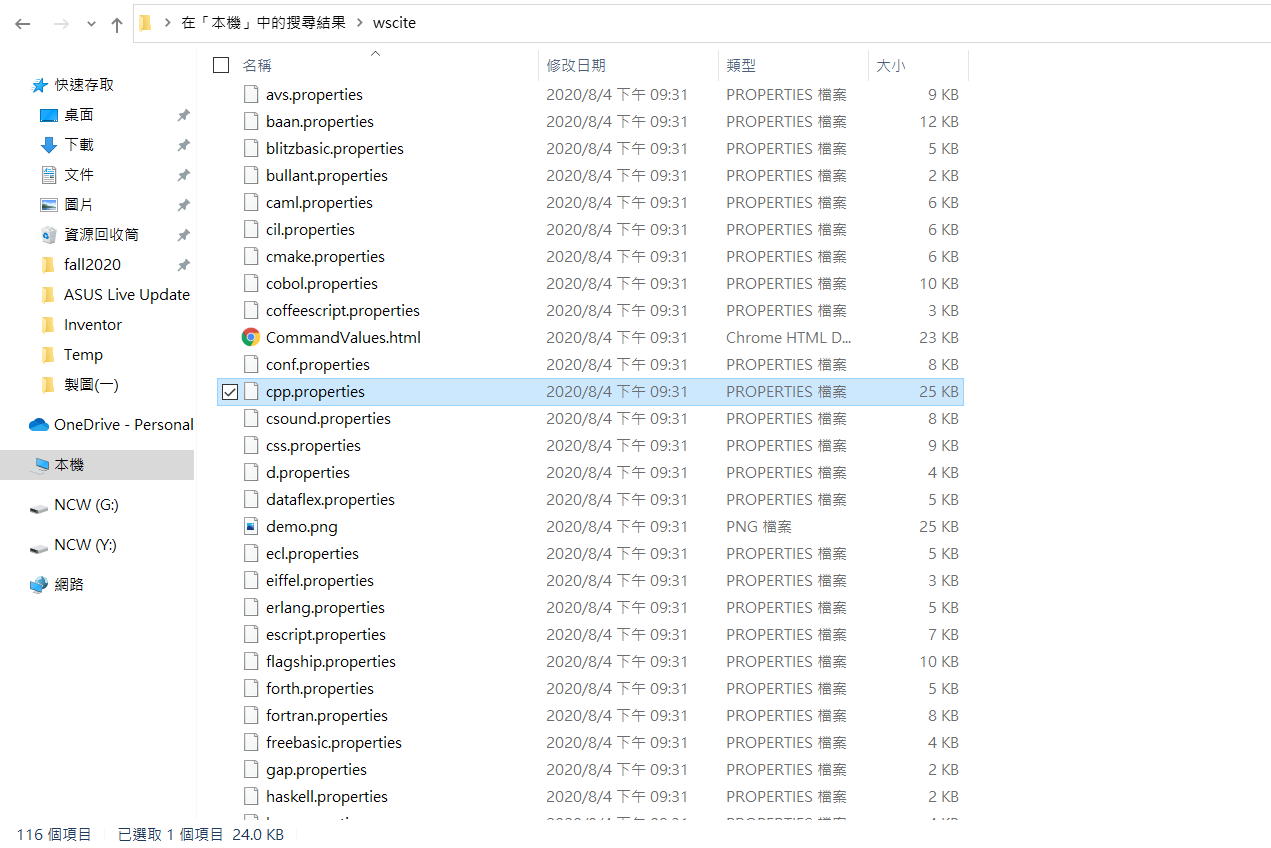 在「本機」中的搜尋結果 > wscite
名稱 修改日期 類型 大小
快速存取
桌面
下載
文件
圖片
資源回收筒
fall2020
ASUS Live Update
Inventor
Temp
製圖(一)
OneDrive - Personal
本機
NCW (G:)
NCW (Y:)
網路
avs.properties 2020/8/4 下午 09:31 PROPERTIES 檔案 9 KB
baan.properties 2020/8/4 下午 09:31 PROPERTIES 檔案 12 KB
blitzbasic.properties 2020/8/4 下午 09:31 PROPERTIES 檔案 5 KB
bullant.properties 2020/8/4 下午 09:31 PROPERTIES 檔案 2 KB
caml.properties 2020/8/4 下午 09:31 PROPERTIES 檔案 6 KB
cil.properties 2020/8/4 下午 09:31 PROPERTIES 檔案 6 KB
cmake.properties 2020/8/4 下午 09:31 PROPERTIES 檔案 6 KB
cobol.properties 2020/8/4 下午 09:31 PROPERTIES 檔案 10 KB
coffeescript.properties 2020/8/4 下午 09:31 PROPERTIES 檔案 3 KB
CommandValues.html 2020/8/4 下午 09:31 Chrome HTML D... 23 KB
conf.properties 2020/8/4 下午 09:31 PROPERTIES 檔案 8 KB
cpp.properties 2020/8/4 下午 09:31 PROPERTIES 檔案 25 KB
csound.properties 2020/8/4 下午 09:31 PROPERTIES 檔案 8 KB
css.properties 2020/8/4 下午 09:31 PROPERTIES 檔案 9 KB
d.properties 2020/8/4 下午 09:31 PROPERTIES 檔案 4 KB
dataflex.properties 2020/8/4 下午 09:31 PROPERTIES 檔案 5 KB
demo.png 2020/8/4 下午 09:31 PNG 檔案 25 KB
ecl.properties 2020/8/4 下午 09:31 PROPERTIES 檔案 5 KB
eiffel.properties 2020/8/4 下午 09:31 PROPERTIES 檔案 3 KB
erlang.properties 2020/8/4 下午 09:31 PROPERTIES 檔案 5 KB
escript.properties 2020/8/4 下午 09:31 PROPERTIES 檔案 7 KB
flagship.properties 2020/8/4 下午 09:31 PROPERTIES 檔案 10 KB
forth.properties 2020/8/4 下午 09:31 PROPERTIES 檔案 5 KB
fortran.properties 2020/8/4 下午 09:31 PROPERTIES 檔案 8 KB
freebasic.properties 2020/8/4 下午 09:31 PROPERTIES 檔案 4 KB
gap.properties 2020/8/4 下午 09:31 PROPERTIES 檔案 2 KB
haskell.properties 2020/8/4 下午 09:31 PROPERTIES 檔案 2 KB
116 個項目 已選取 1 個項目 24.0 KB